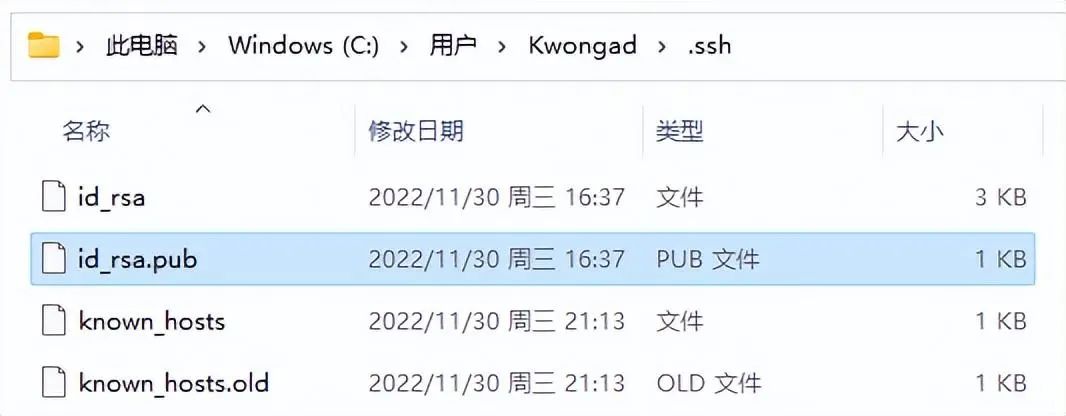 此电脑 > Windows (C:) > 用户 > Kwongad > .ssh
名称 修改日期 类型 大小
id_rsa 2022/11/30 周三 16:37 文件 3 KB
id_rsa.pub 2022/11/30 周三 16:37 PUB 文件 1 KB
known_hosts 2022/11/30 周三 21:13 文件 1 KB
known_hosts.old 2022/11/30 周三 21:13 OLD 文件 1 KB